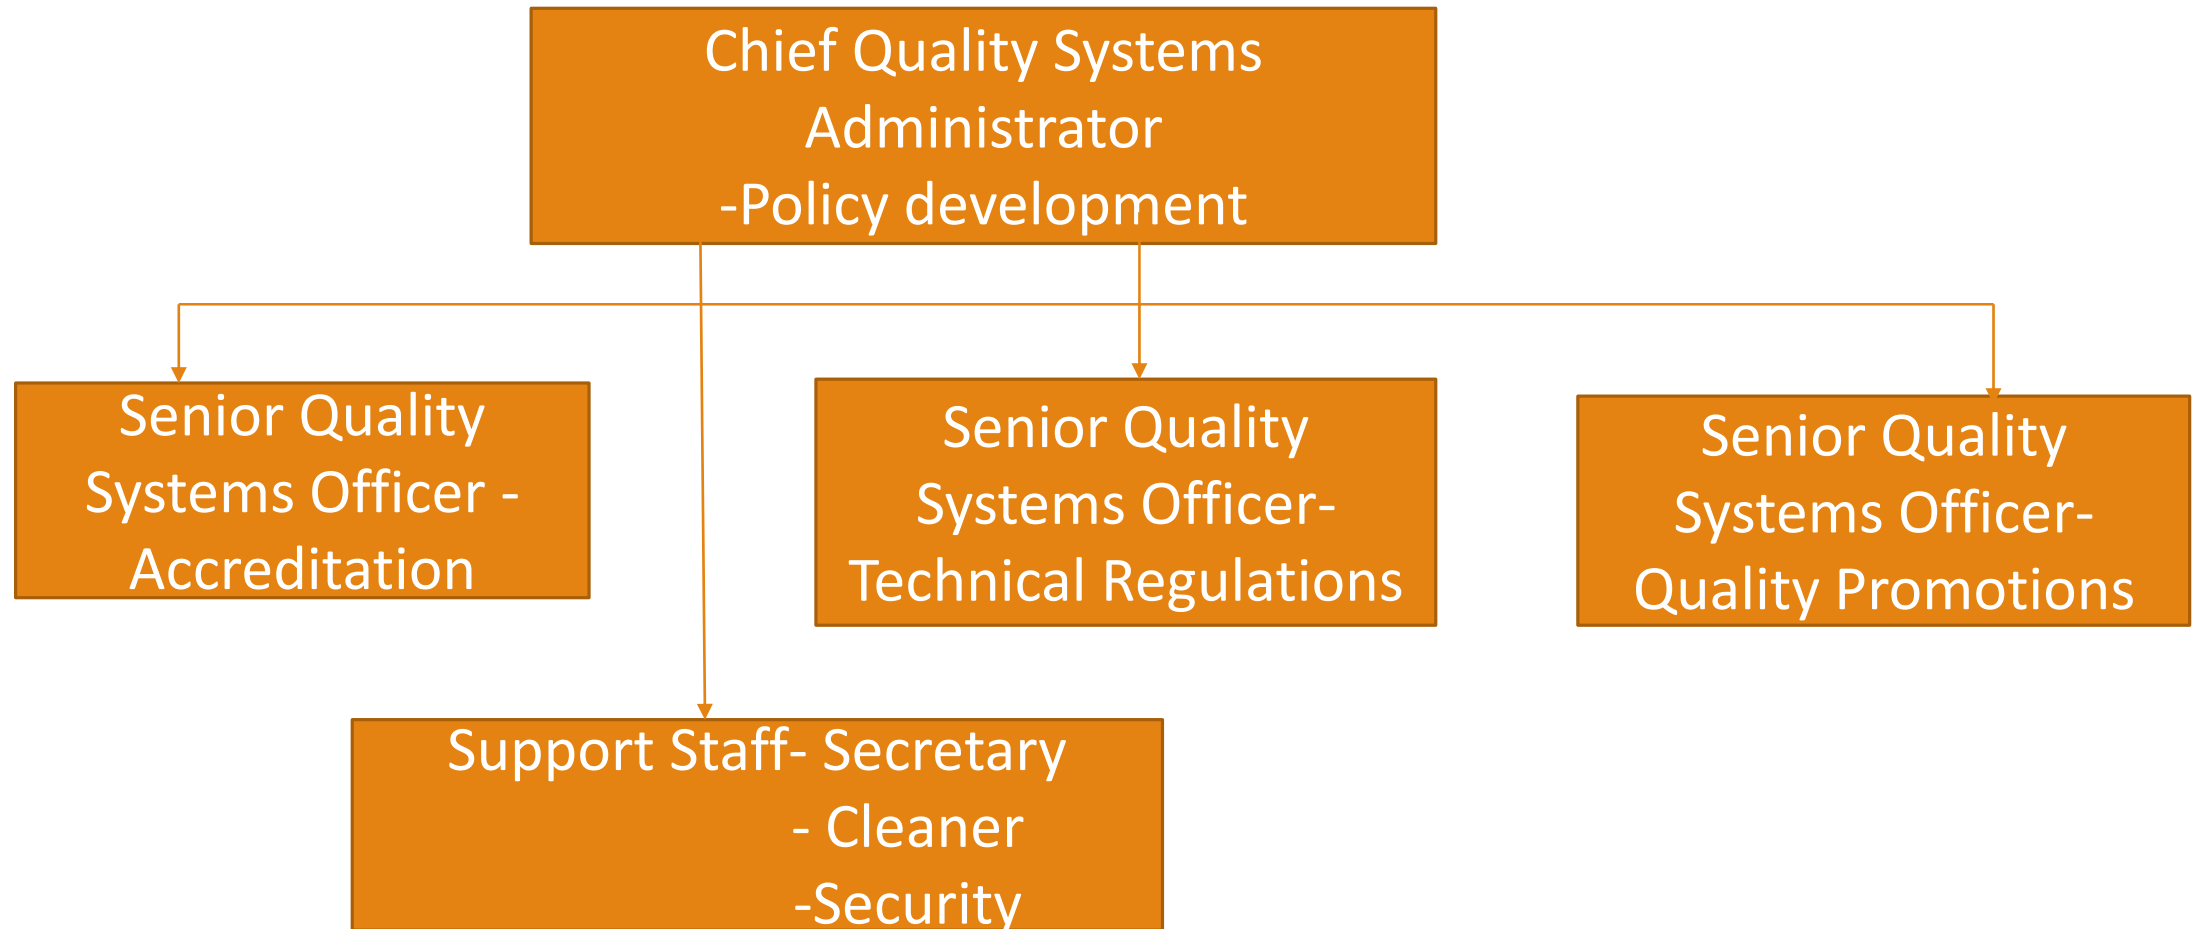 Chief Quality Systems
Administrator
-Policy development
Senior Quality
Systems Officer -
Accreditation
Senior Quality
Systems Officer-
Technical Regulations
Senior Quality
Systems Officer-
Quality Promotions
Support Staff- Secretary
- Cleaner
-Security